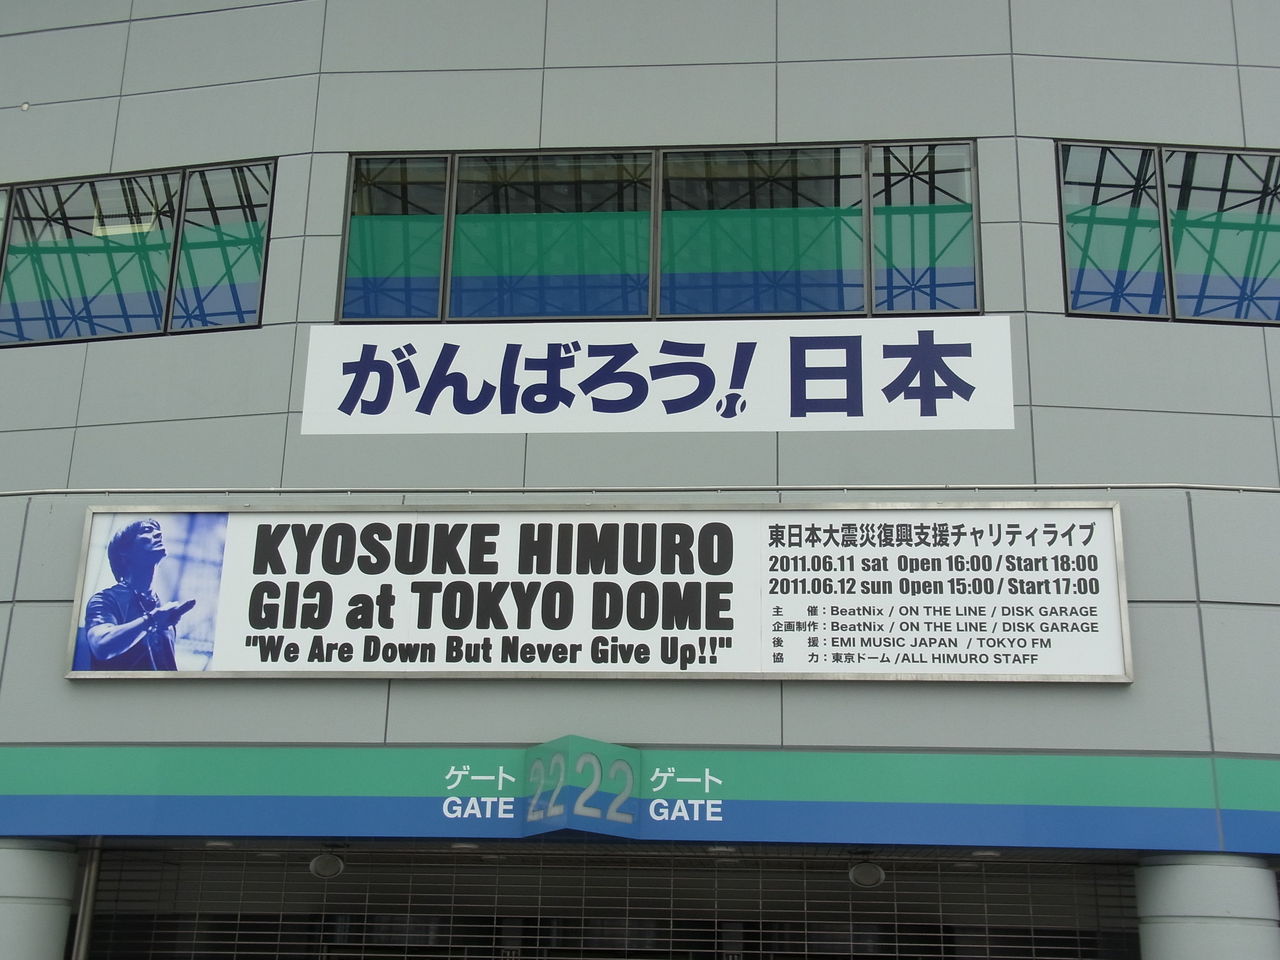 がんばろう！日本
KYOSUKE HIMURO
GIG at TOKYO DOME
"We Are Down But Never Give Up!!"
東日本大震災復興支援チャリティライブ
2011.06.11 sat Open 16:00 / Start 18:00
2011.06.12 sun Open 15:00 / Start 17:00
主催：BeatNix / ON THE LINE / DISK GARAGE
企画制作：BeatNix / ON THE LINE / DISK GARAGE
後援：EMI MUSIC JAPAN / TOKYO FM
協力：東京ドーム / ALL HIMURO STAFF
ゲート 22 22 ゲート
GATE GATE